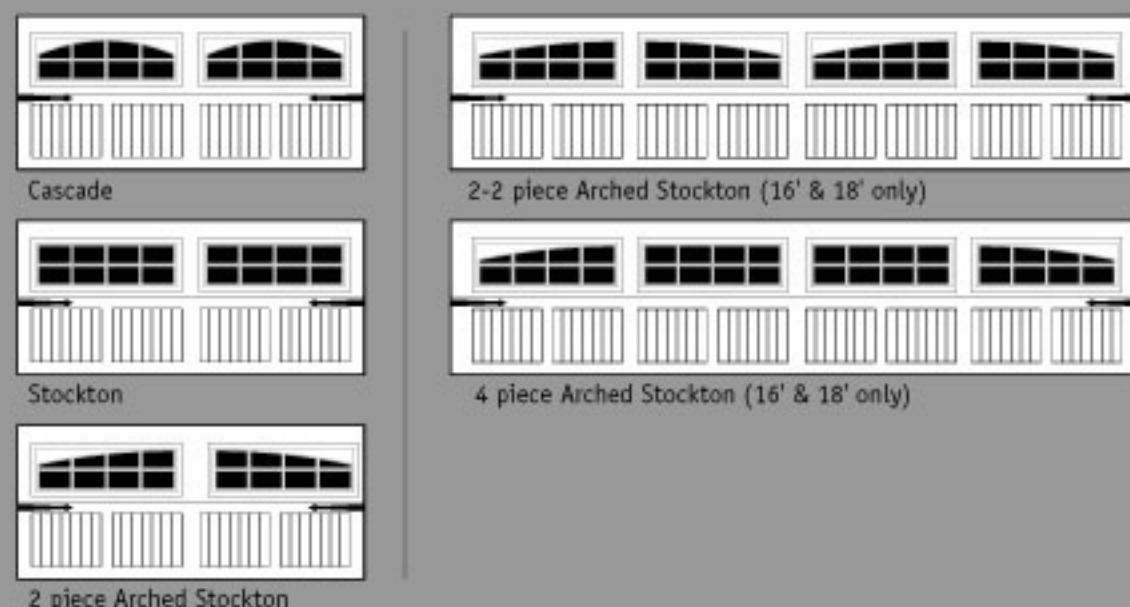 Cascade
2-2 piece Arched Stockton (16' & 18' only)
Stockton
4 piece Arched Stockton (16' & 18' only)
2 piece Arched Stockton